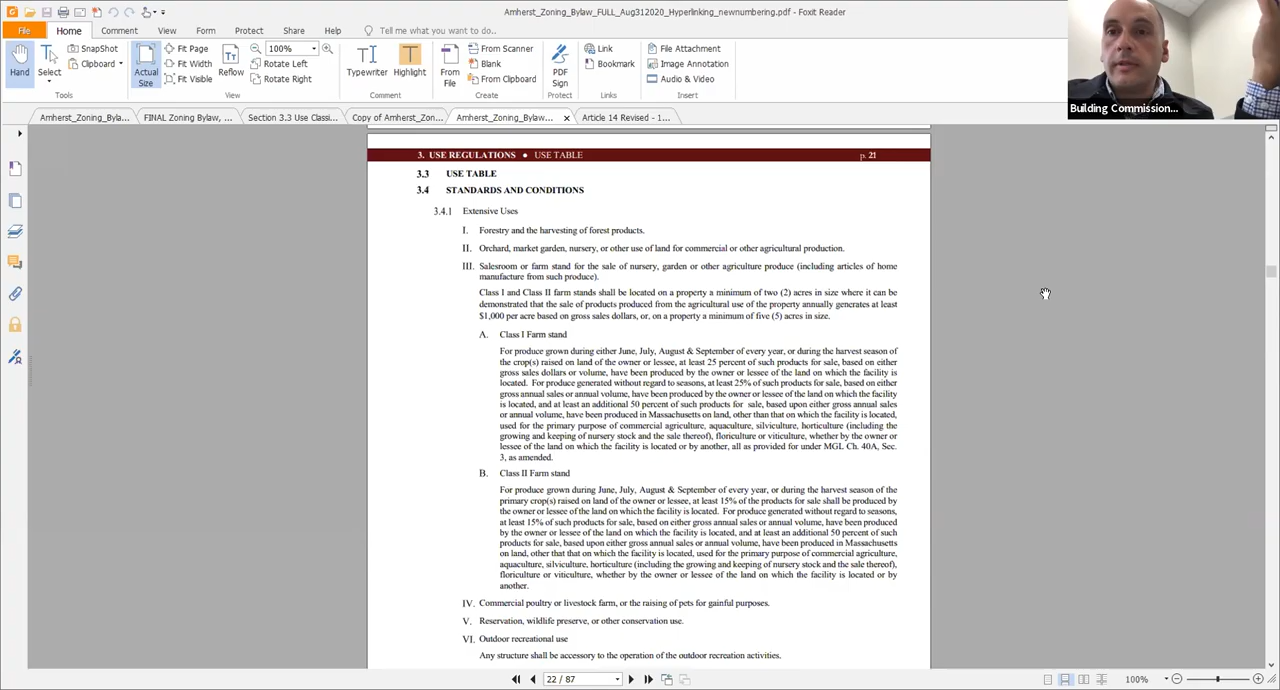 Amherst_Zoning_Bylaw_FULL_Aug312020_Hyperlinking_newnumbering.pdf - Foxit Reader
File Home Comment View Form Protect Share Help Tell me what you want to do...
Hand
Select
SnapShot
Clipboard
Tools
Actual Size
Fit Page
Fit Width
Fit Visible
Reflow
100%
Rotate Left
Rotate Right
View
Typewriter
Highlight
Comment
From File
From Scanner
Blank
From Clipboard
Create
PDF Sign
Protect
Link
Bookmark
Links
File Attachment
Image Annotation
Audio & Video
Insert
Building Commission...
Amherst_Zoning_Byla... FINAL Zoning Bylaw, ... Section 3.3 Use Classi... Copy of Amherst_Zon... Amherst_Zoning_Bylaw... Article 14 Revised - 1...
3. USE REGULATIONS • USE TABLE p. 21
3.3 USE TABLE
3.4 STANDARDS AND CONDITIONS
3.4.1 Extensive Uses
I. Forestry and the harvesting of forest products.
II. Orchard, market garden, nursery, or other use of land for commercial or other agricultural production.
III. Salesroom or farm stand for the sale of nursery, garden or other agriculture produce (including articles of home
manufacture from such produce).
Class I and Class II farm stands shall be located on a property a minimum of two (2) acres in size where it can be
demonstrated that the sale of products produced from the agricultural use of the property annually generates at least
$1,000 per acre based on gross sales dollars, or, on a property a minimum of five (5) acres in size.
A. Class I Farm stand
For produce grown during either June, July, August & September of every year, or during the harvest season of
the crop(s) raised on land of the owner or lessee, at least 25 percent of such products for sale, based on either
gross sales dollars or volume, have been produced by the owner or lessee of the land on which the facility is
located. For produce generated without regard to seasons, at least 25% of such products for sale, based on either
gross annual sales or annual volume, have been produced by the owner or lessee of the land on which the facility
is located, and at least an additional 50 percent of such products for sale, based upon either gross annual sales
or annual volume, have been produced in Massachusetts on land, other than that on which the facility is located,
used for the primary purpose of commercial agriculture, aquaculture, silviculture, horticulture (including the
growing and keeping of nursery stock and the sale thereof), floriculture or viticulture, whether by the owner or
lessee of the land on which the facility is located or by another, all as provided for under MGL Ch. 40A, Sec.
3, as amended.
B. Class II Farm stand
For produce grown during June, July, August & September of every year, or during the harvest season of the
primary crop(s) raised on land of the owner or lessee, at least 15% of the products for sale shall be produced by
the owner or lessee of the land on which the facility is located. For produce generated without regard to seasons,
at least 15% of such products for sale, based on either gross annual sales or annual volume, have been produced
by the owner or lessee of the land on which the facility is located, and at least an additional 50 percent of such
products for sale, based upon either gross annual sales or annual volume, have been produced in Massachusetts
on land, other that that on which the facility is located, used for the primary purpose of commercial agriculture,
aquaculture, silviculture, horticulture (including the growing and keeping of nursery stock and the sale thereof),
floriculture or viticulture, whether by the owner or lessee of the land on which the facility is located or by
another.
IV. Commercial poultry or livestock farm, or the raising of pets for gainful purposes.
V. Reservation, wildlife preserve, or other conservation use.
VI. Outdoor recreational use
Any structure shall be accessory to the operation of the outdoor recreation activities.
22 / 87
100%